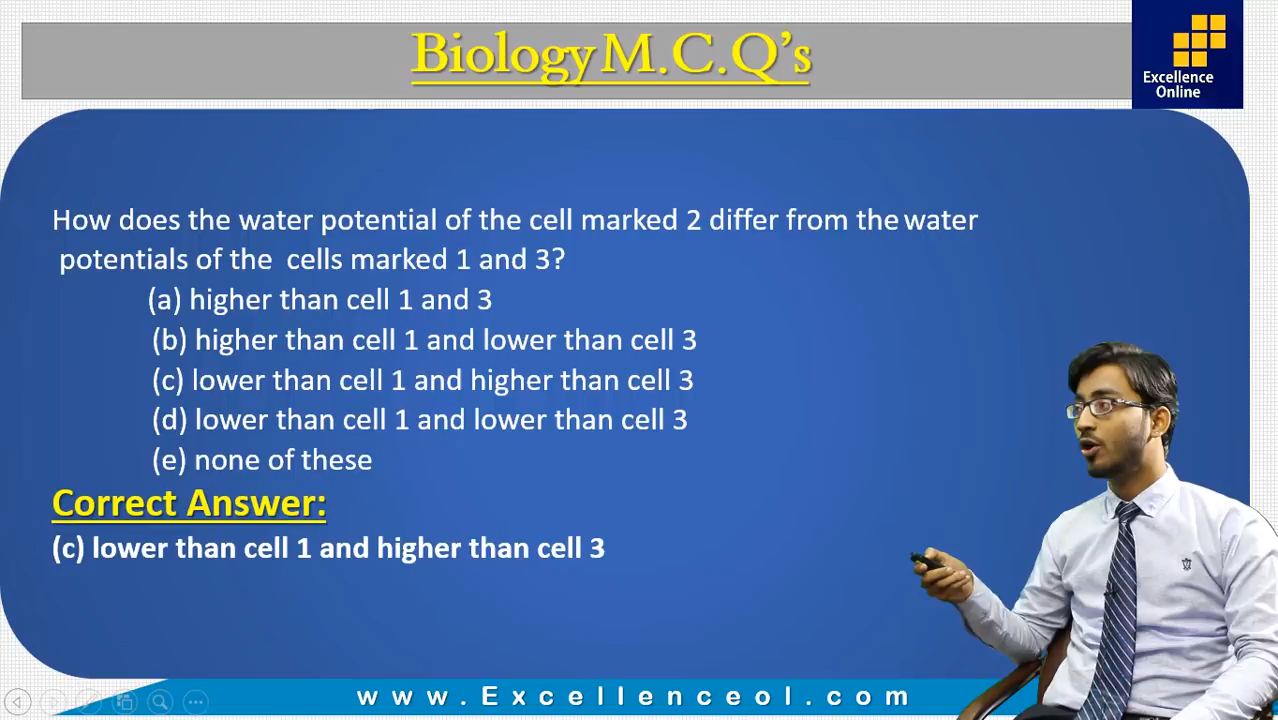 Biology M.C.Q's
Excellence
Online
How does the water potential of the cell marked 2 differ from the water
potentials of the cells marked 1 and 3?
(a) higher than cell 1 and 3
(b) higher than cell 1 and lower than cell 3
(c) lower than cell 1 and higher than cell 3
(d) lower than cell 1 and lower than cell 3
(e) none of these
Correct Answer:
(c) lower than cell 1 and higher than cell 3
www.Excellenceol.com